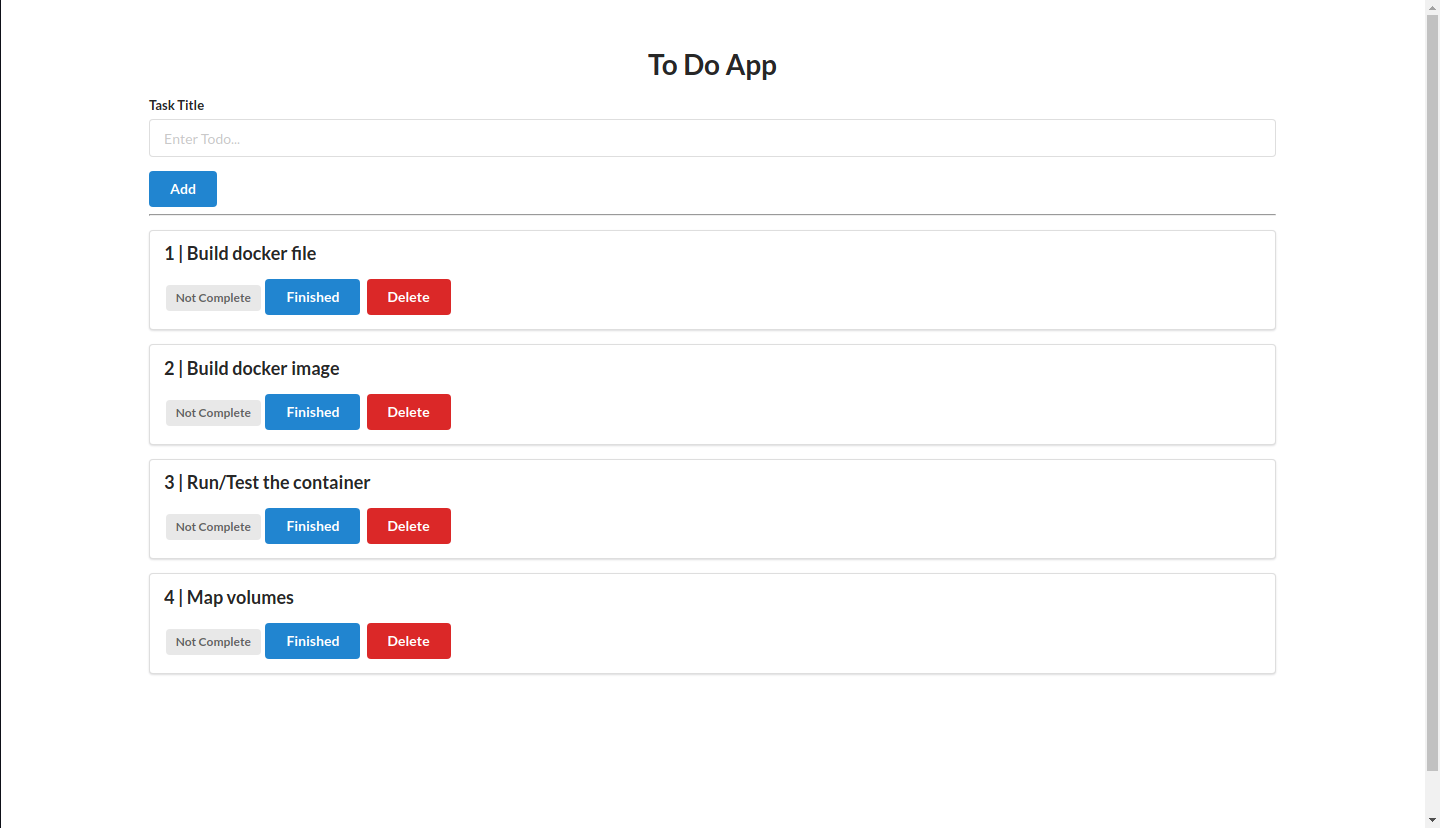 To Do App
Task Title
Enter Todo...
Add
1 | Build docker file
Not Complete Finished Delete
2 | Build docker image
Not Complete Finished Delete
3 | Run/Test the container
Not Complete Finished Delete
4 | Map volumes
Not Complete Finished Delete